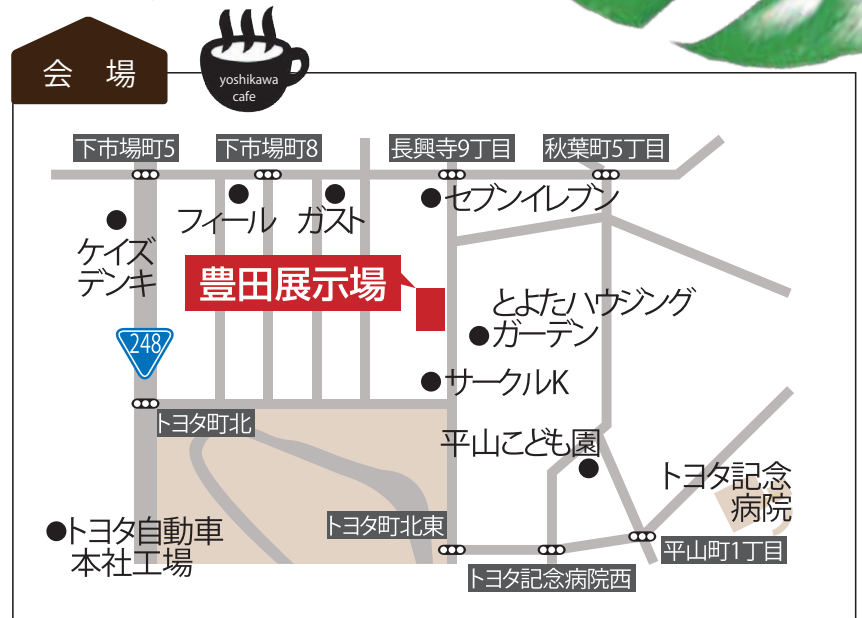 会 場
yoshikawa
cafe
下市場町5
下市場町8
長興寺9丁目
秋葉町5丁目
セブンイレブン
フィール
ガスト
ケイズ
デンキ
豊田展示場
とよたハウジング
ガーデン
248
サークルK
トヨタ町北
平山こども園
トヨタ記念
病院
トヨタ町北東
トヨタ自動車
本社工場
平山町1丁目
トヨタ記念病院西